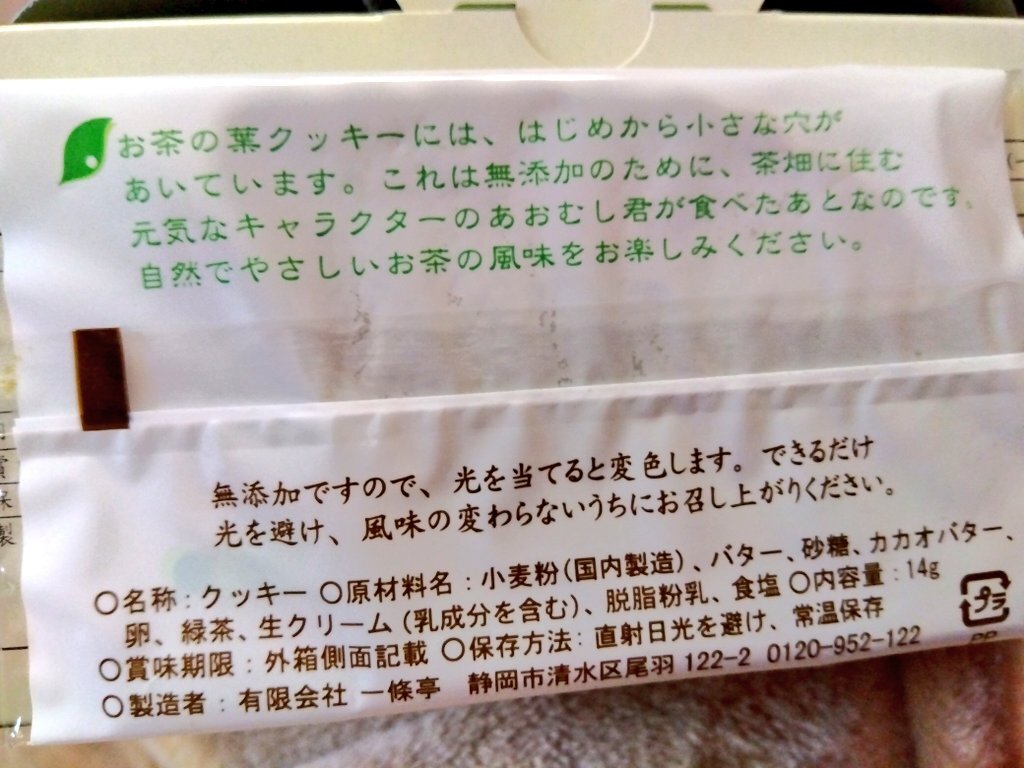 お茶の葉クッキーには、はじめから小さな穴が
あいています。これは無添加のために、茶畑に住む
元気なキャラクターのあおむし君が食べたあとなのです。
自然でやさしいお茶の風味をお楽しみください。
無添加ですので、光を当てると変色します。できるだけ
光を避け、風味の変わらないうちにお召し上がりください。
○名称:クッキー ○原材料名:小麦粉(国内製造)、バター、砂糖、カカオバター、
卵、緑茶、生クリーム(乳成分を含む)、脱脂粉乳、食塩 ○内容量:14g
○賞味期限:外箱側面記載 ○保存方法:直射日光を避け、常温保存
○製造者:有限会社 一條亭 静岡市清水区尾羽 122-2 0120-952-122
プラ
PP
賞
味
製